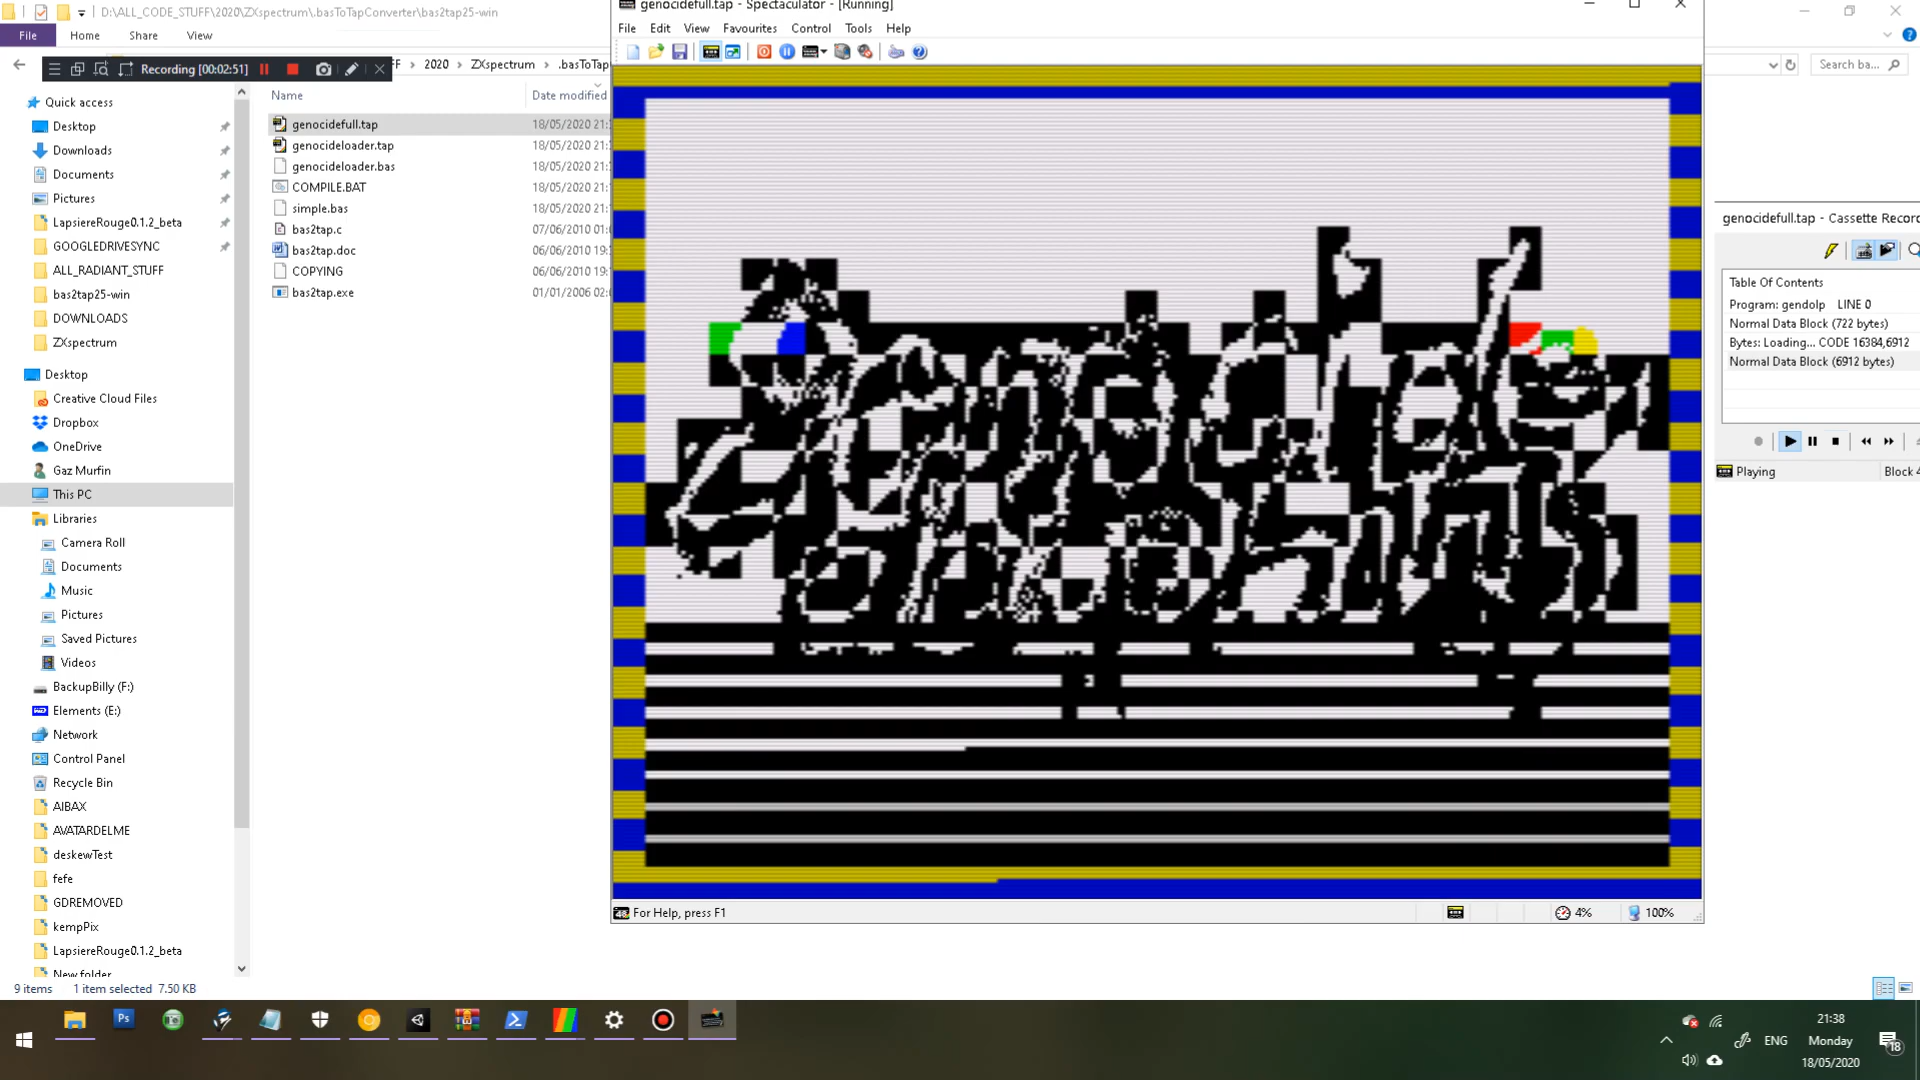 D:\ALL_CODE_STUFF\2020\ZXspectrum\.basToTapConverter\bas2tap25-win
File
Home
Share
View
Recording [00:02:51]
FF > 2020 > ZXspectrum > .basToTap
Quick access
Desktop
Downloads
Documents
Pictures
LapsiereRouge0.1.2_beta
GOOGLEDRIVESYNC
ALL_RADIANT_STUFF
bas2tap25-win
DOWNLOADS
ZXspectrum
Desktop
Creative Cloud Files
Dropbox
OneDrive
Gaz Murfin
This PC
Libraries
Camera Roll
Documents
Music
Pictures
Saved Pictures
Videos
BackupBilly (F:)
Elements (E:)
Network
Control Panel
Recycle Bin
AIBAX
AVATARDELME
deskewTest
fefe
GDREMOVED
kempPix
LapsiereRouge0.1.2_beta
New folder
9 items
1 item selected 7.50 KB
Name
Date modified
genocidefull.tap 18/05/2020 21:
genocideloader.tap 18/05/2020 21:
genocideloader.bas 18/05/2020 21:
COMPILE.BAT 18/05/2020 21:
simple.bas 18/05/2020 21:
bas2tap.c 07/06/2010 01:
bas2tap.doc 06/06/2010 19:
COPYING 06/06/2010 19:
bas2tap.exe 01/01/2006 02:
genocidefull.tap - Spectaculator - [Running]
File Edit View Favourites Control Tools Help
For Help, press F1
4%
100%
Search ba...
genocidefull.tap - Cassette Recor
Table Of Contents
Program: gendolp LINE 0
Normal Data Block (722 bytes)
Bytes: Loading... CODE 16384,6912
Normal Data Block (6912 bytes)
Playing
Block 4
Ps
ENG
21:38
Monday
18/05/2020
18